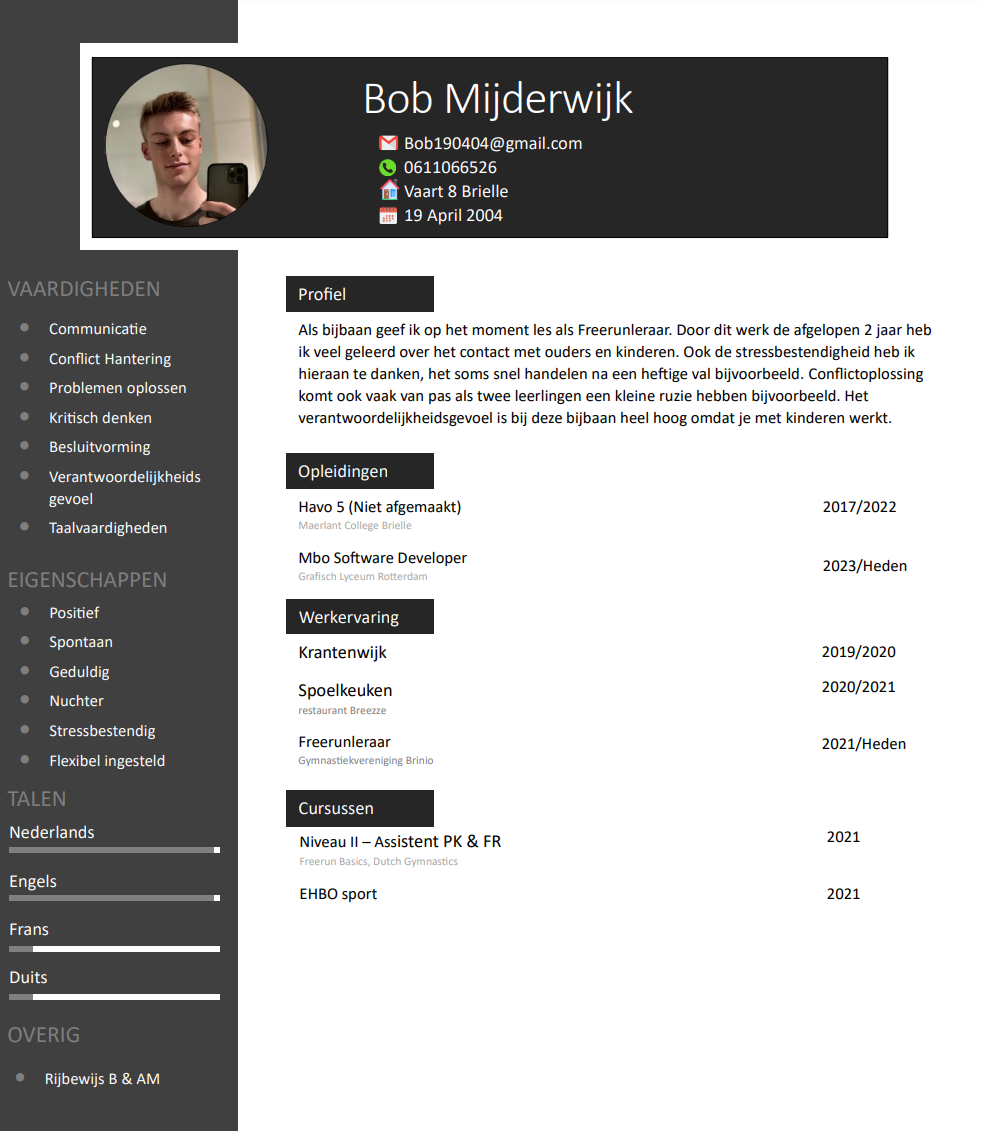 Bob Mijderwijk
Bob190404@gmail.com
0611066526
Vaart 8 Brielle
19 April 2004
VAARDIGHEDEN
Communicatie
Conflict Hantering
Problemen oplossen
Kritisch denken
Besluitvorming
Verantwoordelijkheids
gevoel
Taalvaardigheden
EIGENSCHAPPEN
Positief
Spontaan
Geduldig
Nuchter
Stressbestendig
Flexibel ingesteld
TALEN
Nederlands
Engels
Frans
Duits
OVERIG
Rijbewijs B & AM
Profiel
Als bijbaan geef ik op het moment les als Freerunleraar. Door dit werk de afgelopen 2 jaar heb
ik veel geleerd over het contact met ouders en kinderen. Ook de stressbestendigheid heb ik
hieraan te danken, het soms snel handelen na een heftige val bijvoorbeeld. Conflictoplossing
komt ook vaak van pas als twee leerlingen een kleine ruzie hebben bijvoorbeeld. Het
verantwoordelijkheidsgevoel is bij deze bijbaan heel hoog omdat je met kinderen werkt.
Opleidingen
Havo 5 (Niet afgemaakt) 2017/2022
Maerlant College Brielle
Mbo Software Developer 2023/Heden
Grafisch Lyceum Rotterdam
Werkervaring
Krantenwijk 2019/2020
Spoelkeuken 2020/2021
restaurant Breezze
Freerunleraar 2021/Heden
Gymnastiekvereniging Brinio
Cursussen
Niveau II – Assistent PK & FR 2021
Freerun Basics, Dutch Gymnastics
EHBO sport 2021